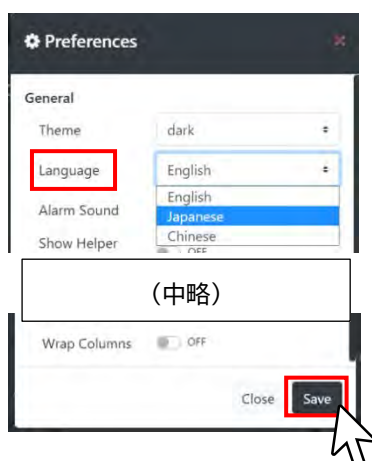 Preferences
General
Theme dark
Language English
English
Alarm Sound Japanese
Show Helper Chinese
OFF
(中略)
Wrap Columns OFF
Close Save